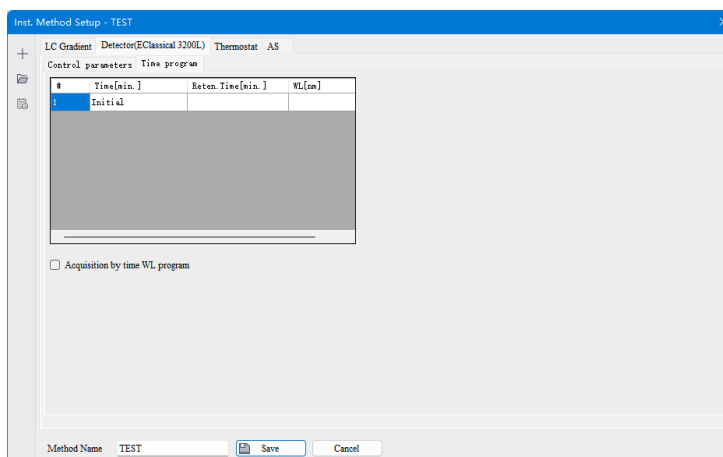 Inst. Method Setup - TEST
LC Gradient Detector(EClassical 3200L) Thermostat AS
Control parameters Time program
# Time[min.] Reten.Time[min.] WL[nm]
1 Initial
Acquisition by time WL program
Method Name TEST Save Cancel